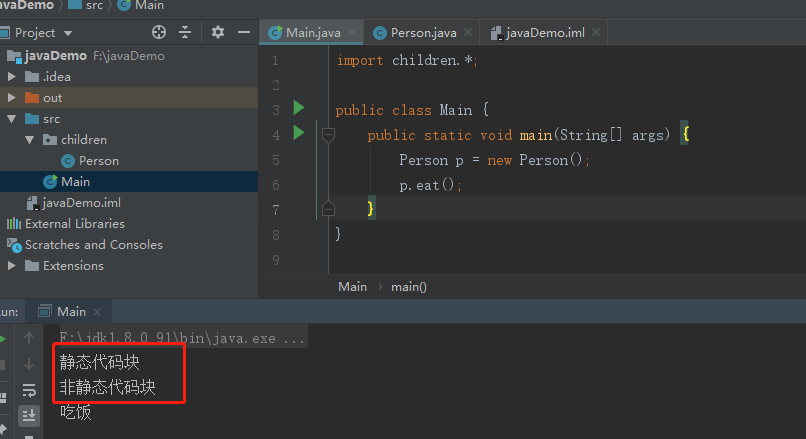 javaDemo src Main
Project
Main.java Person.java javaDemo.iml
javaDemo F:\javaDemo
.idea
out
src
children
Person
Main
javaDemo.iml
External Libraries
Scratches and Consoles
Extensions
1 import children.*;
2
3 public class Main {
4 public static void main(String[] args) {
5 Person p = new Person();
6 p.eat();
7 }
8 }
9
Main main()
un: Main
E:\jdk1.8.0_91\bin\java.exe ...
静态代码块
非静态代码块
吃饭